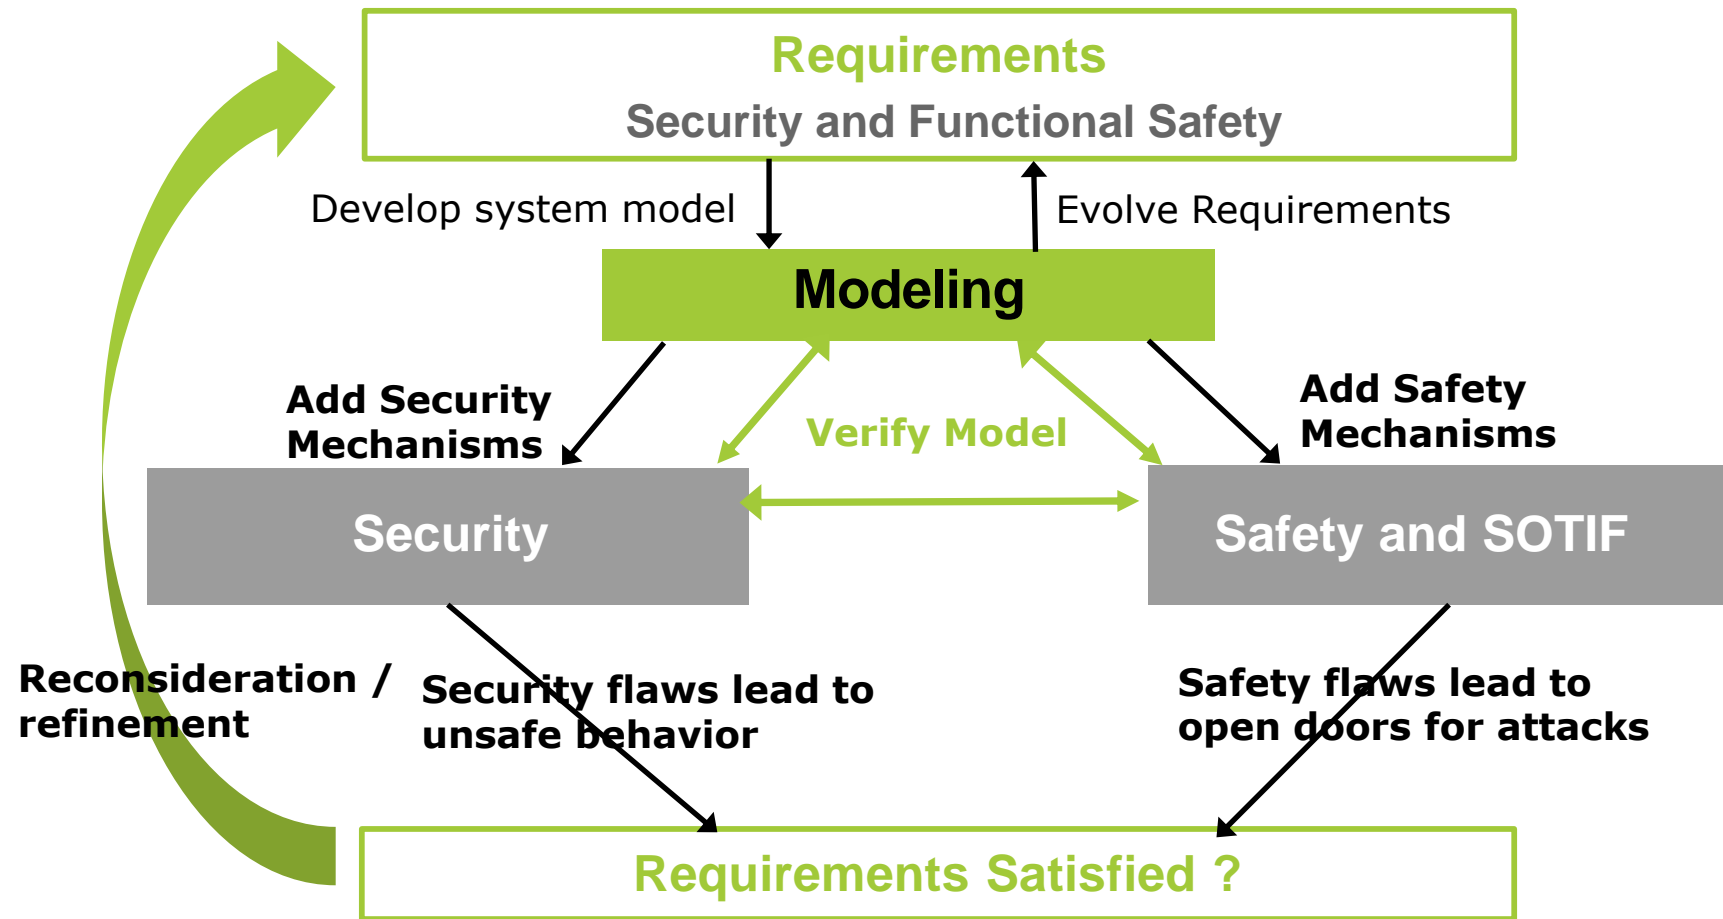 Requirements
Security and Functional Safety
Develop system model
Evolve Requirements
Modeling
Add Security
Mechanisms
Verify Model
Add Safety
Mechanisms
Security
Safety and SOTIF
Reconsideration /
refinement
Security flaws lead to
unsafe behavior
Safety flaws lead to
open doors for attacks
Requirements Satisfied ?